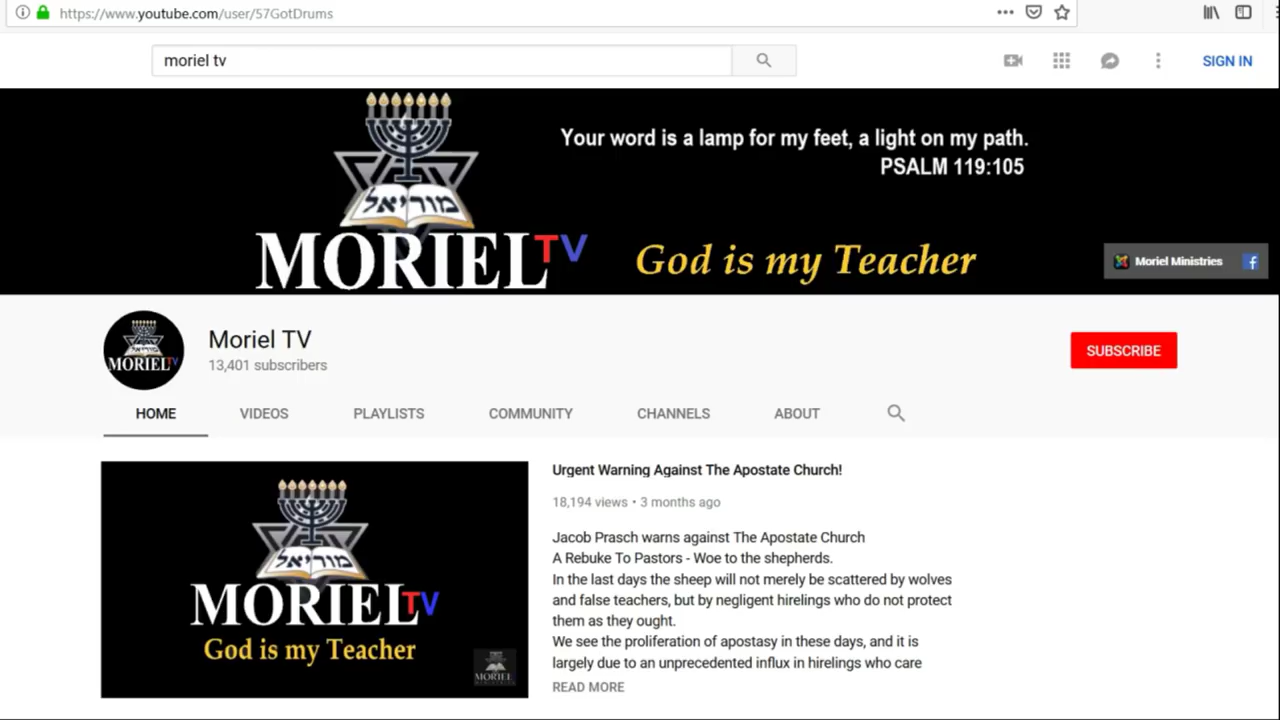 https://www.youtube.com/user/57GotDrums
moriel tv
SIGN IN
Your word is a lamp for my feet, a light on my path.
PSALM 119:105
מוריאל
MORIELTV
God is my Teacher
Moriel Ministries
MORIELTV
Moriel TV
13,401 subscribers
SUBSCRIBE
HOME
VIDEOS
PLAYLISTS
COMMUNITY
CHANNELS
ABOUT
מוריאל
MORIELTV
God is my Teacher
MORIEL
Urgent Warning Against The Apostate Church!
18,194 views • 3 months ago
Jacob Prasch warns against The Apostate Church
A Rebuke To Pastors - Woe to the shepherds.
In the last days the sheep will not merely be scattered by wolves
and false teachers, but by negligent hirelings who do not protect
them as they ought.
We see the proliferation of apostasy in these days, and it is
largely due to an unprecedented influx in hirelings who care
READ MORE